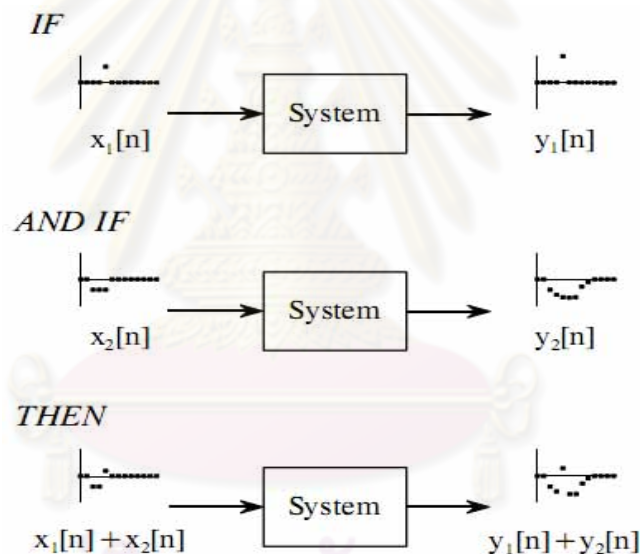 IF
System
x₁[n]
y₁[n]
AND IF
System
x₂[n]
y₂[n]
THEN
System
x₁[n] + x₂[n]
y₁[n] + y₂[n]